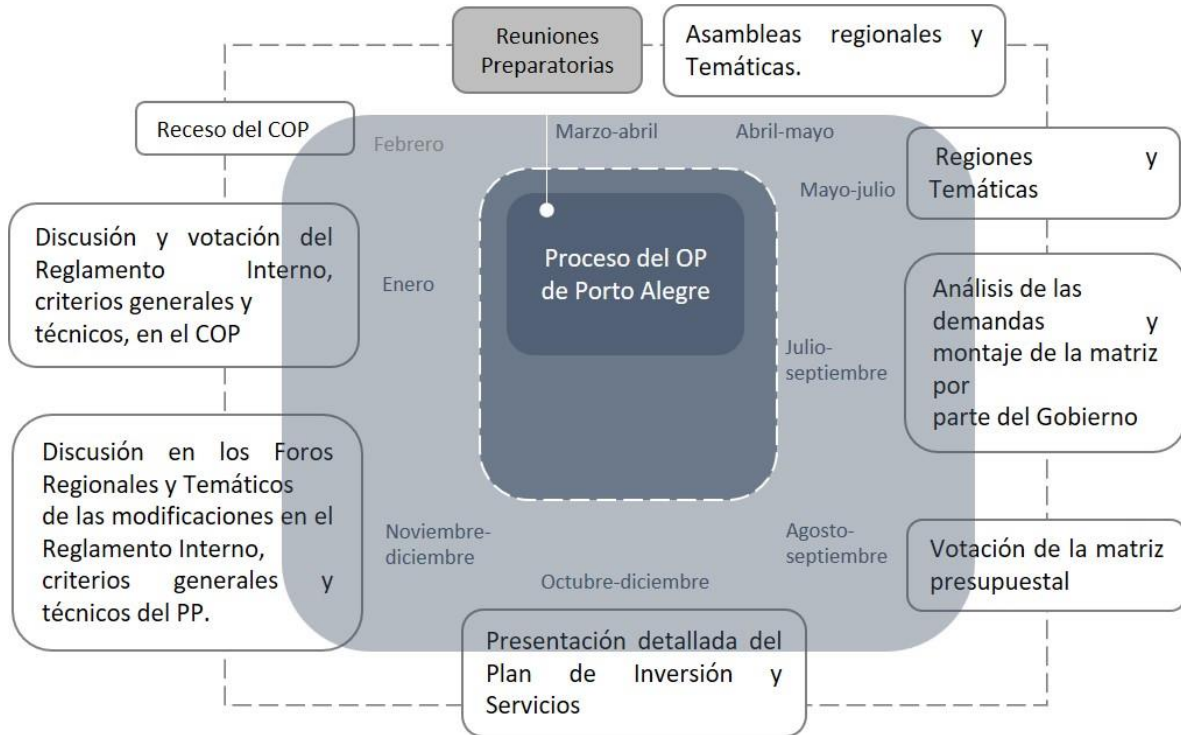 Reuniones
Preparatorias
Asambleas regionales y
Temáticas.
Receso del COP
Febrero
Marzo-abril
Abril-mayo
Regiones y
Temáticas
Mayo-julio
Discusión y votación del
Reglamento Interno,
criterios generales y
técnicos, en el COP
Enero
Proceso del OP
de Porto Alegre
Análisis de las
demandas y
montaje de la matriz
por
parte del Gobierno
Julio-
septiembre
Discusión en los Foros
Regionales y Temáticos
de las modificaciones en el
Reglamento Interno,
criterios generales y
técnicos del PP.
Noviembre-
diciembre
Octubre-diciembre
Agosto-
septiembre
Votación de la matriz
presupuestal
Presentación detallada del
Plan de Inversión y
Servicios